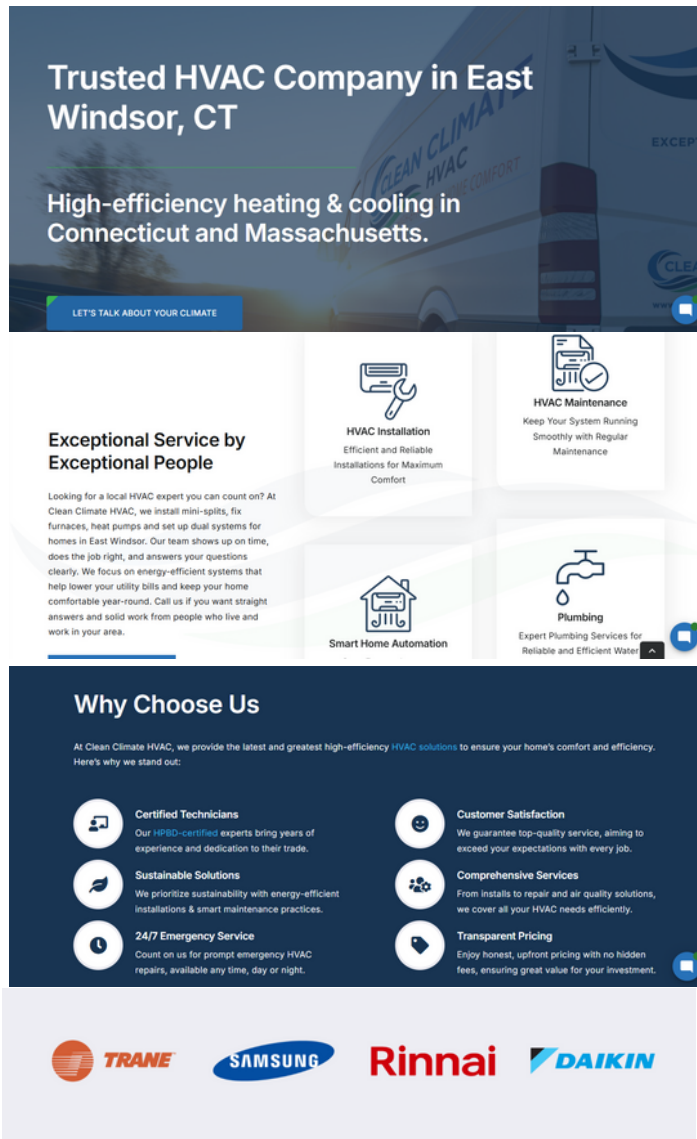 Trusted HVAC Company in East
Windsor, CT
CLEAN CLIMATE
HVAC
HOME COMFORT
EXCEP
High-efficiency heating & cooling in
Connecticut and Massachusetts.
CLEA
LET'S TALK ABOUT YOUR CLIMATE
Exceptional Service by
Exceptional People
Looking for a local HVAC expert you can count on? At
Clean Climate HVAC, we install mini-splits, fix
furnaces, heat pumps and set up dual systems for
homes in East Windsor. Our team shows up on time,
does the job right, and answers your questions
clearly. We focus on energy-efficient systems that
help lower your utility bills and keep your home
comfortable year-round. Call us if you want straight
answers and solid work from people who live and
work in your area.
HVAC Installation
Efficient and Reliable
Installations for Maximum
Comfort
HVAC Maintenance
Keep Your System Running
Smoothly with Regular
Maintenance
Smart Home Automation
Plumbing
Expert Plumbing Services for
Reliable and Efficient Water
Why Choose Us
At Clean Climate HVAC, we provide the latest and greatest high-efficiency HVAC solutions to ensure your home's comfort and efficiency.
Here's why we stand out:
Certified Technicians
Our HPBD-certified experts bring years of
experience and dedication to their trade.
Customer Satisfaction
We guarantee top-quality service, aiming to
exceed your expectations with every job.
Sustainable Solutions
We prioritize sustainability with energy-efficient
installations & smart maintenance practices.
Comprehensive Services
From installs to repair and air quality solutions,
we cover all your HVAC needs efficiently.
24/7 Emergency Service
Count on us for prompt emergency HVAC
repairs, available any time, day or night.
Transparent Pricing
Enjoy honest, upfront pricing with no hidden
fees, ensuring great value for your investment.
TRANE
SAMSUNG
Rinnai
DAIKIN